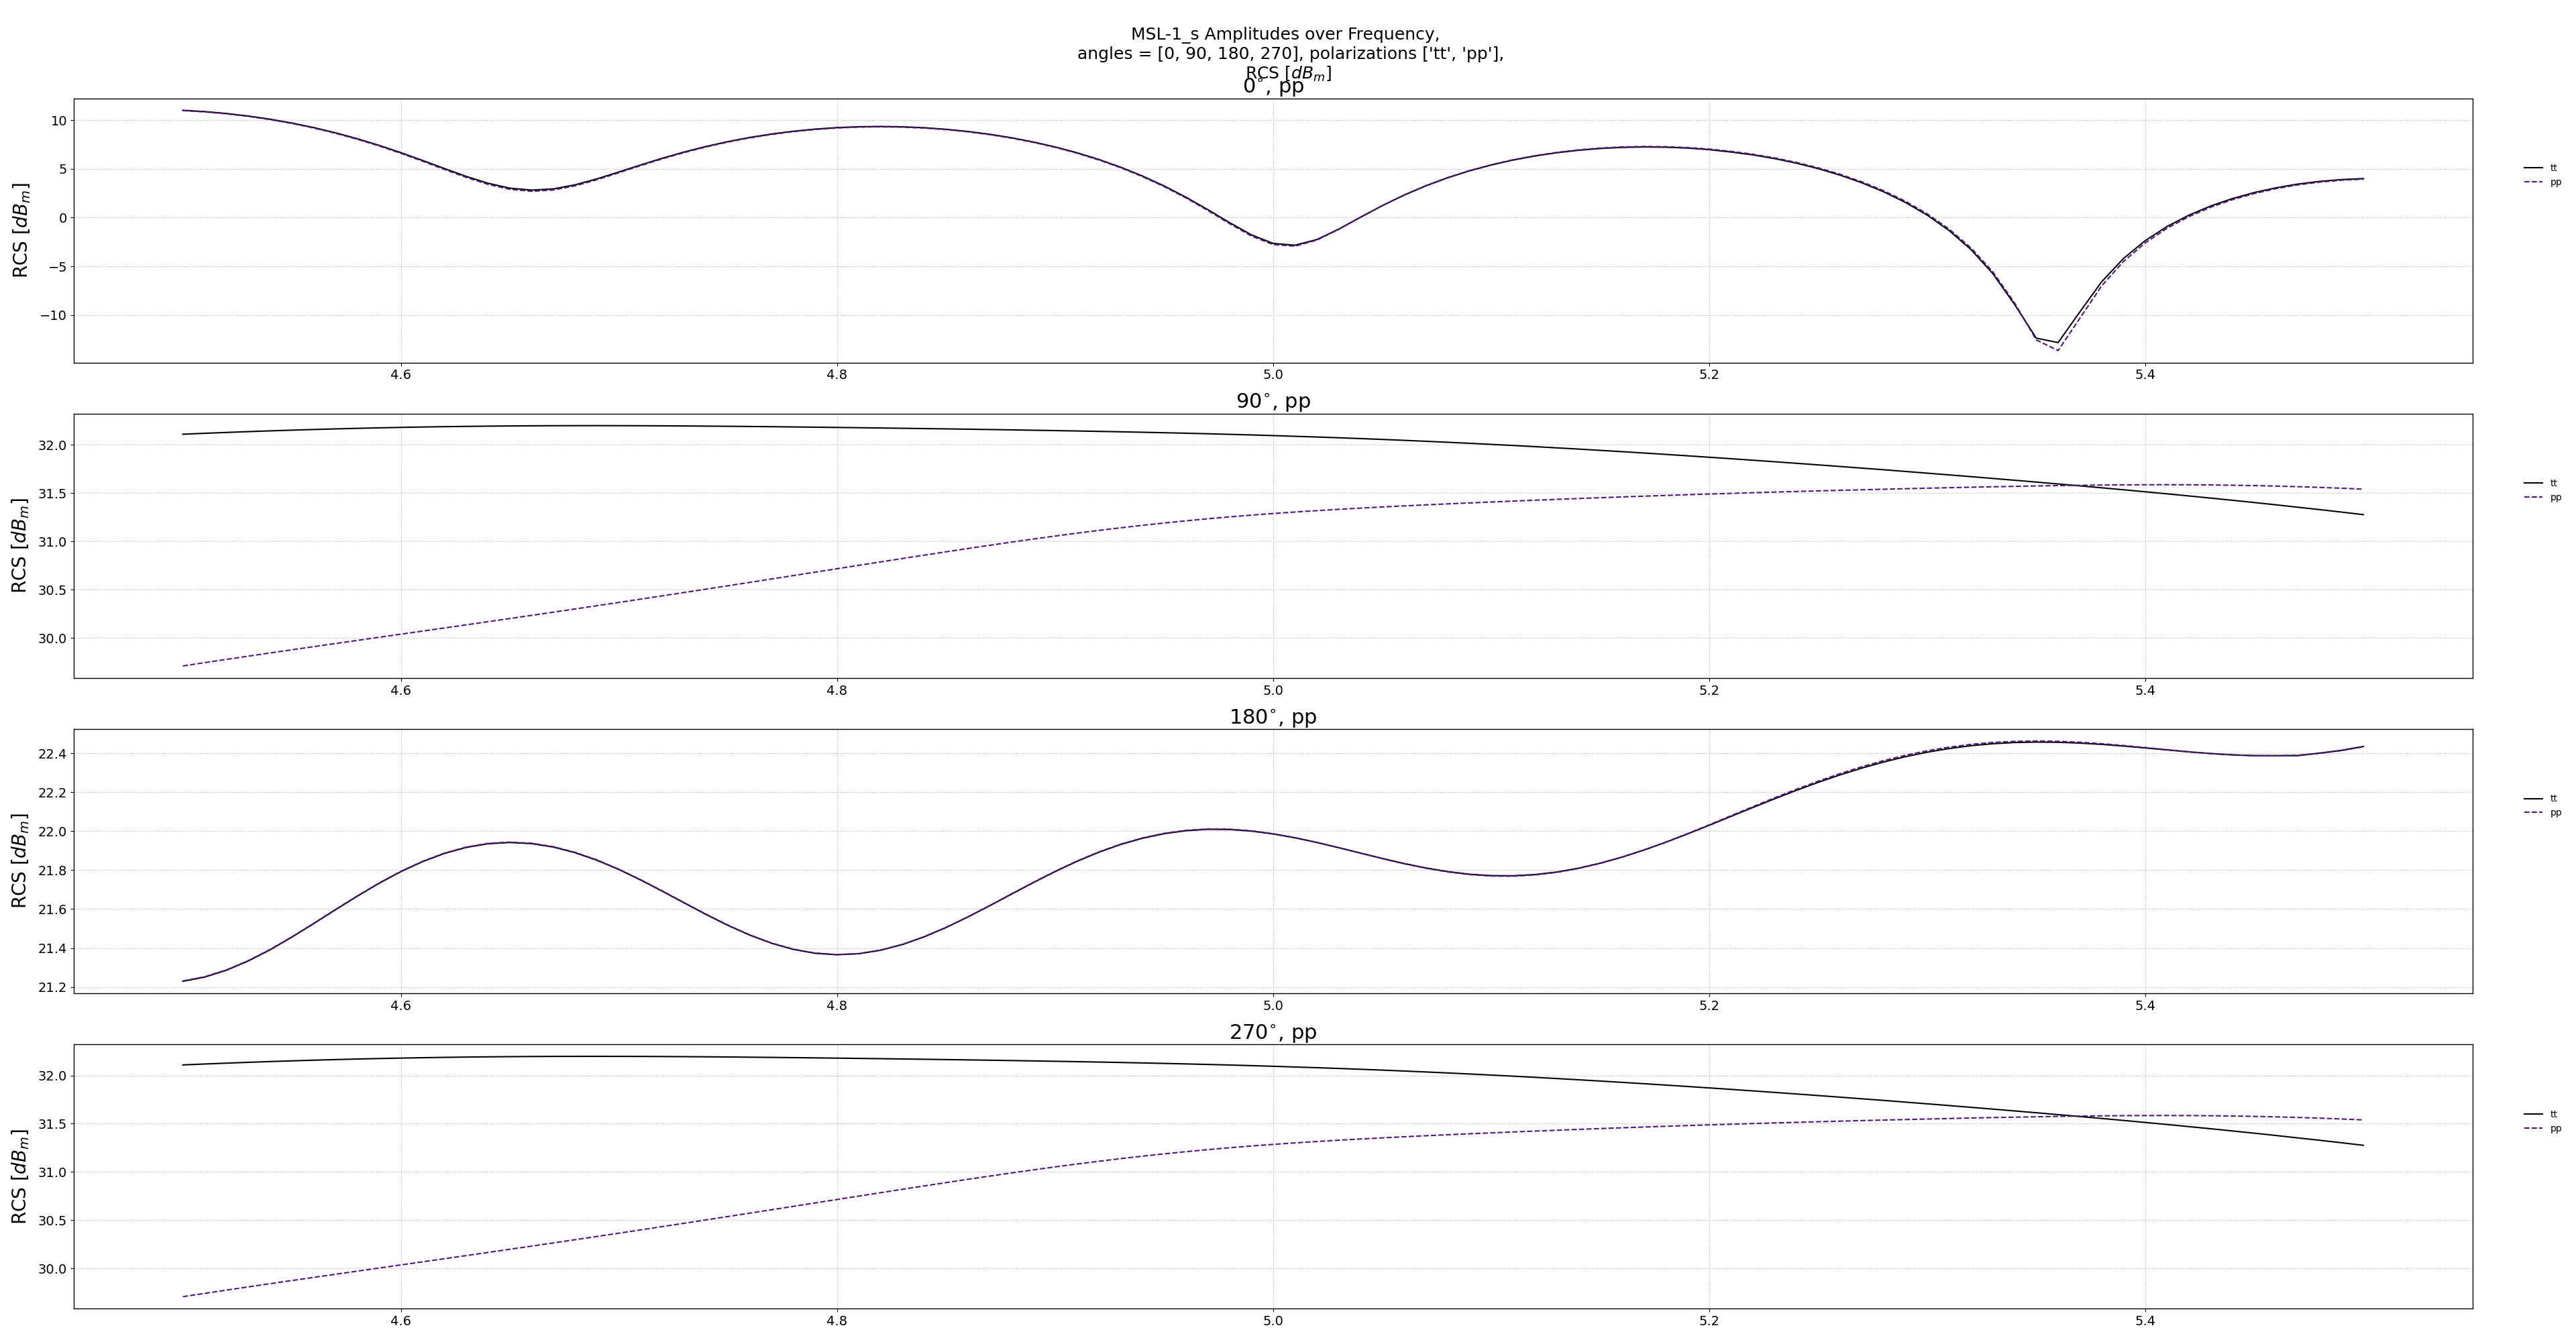 MSL-1_s Amplitudes over Frequency,
angles = [0, 90, 180, 270], polarizations ['tt', 'pp'],
RCS [dBm]
0°, pp
RCS [dBm]
10
5
0
−5
−10
4.6 4.8 5.0 5.2 5.4
tt
pp
90°, pp
RCS [dBm]
32.0
31.5
31.0
30.5
30.0
4.6 4.8 5.0 5.2 5.4
tt
pp
180°, pp
RCS [dBm]
22.4
22.2
22.0
21.8
21.6
21.4
21.2
4.6 4.8 5.0 5.2 5.4
tt
pp
270°, pp
RCS [dBm]
32.0
31.5
31.0
30.5
30.0
4.6 4.8 5.0 5.2 5.4
tt
pp